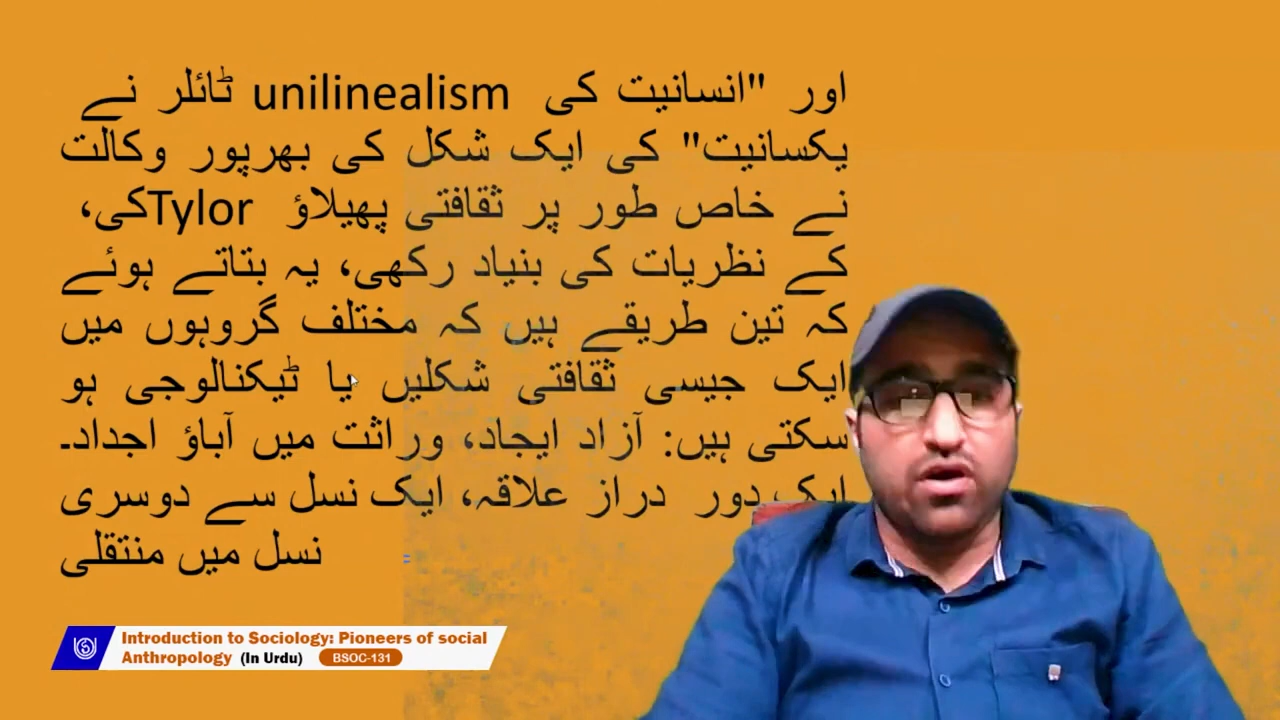 اور "انسانیت کی unilinealism ٹائلر نے
یکسانیت" کی ایک شکل کی بھرپور وکالت
نے خاص طور پر ثقافتی پھیلاؤ Tylorکی،
کے نظریات کی بنیاد رکھی، یہ بتاتے ہوئے
کہ تین طریقے ہیں کہ مختلف گروہوں میں
ایک جیسی ثقافتی شکلیں یا ٹیکنالوجی ہو
سکتی ہیں: آزاد ایجاد، وراثت میں آباؤ اجداد۔
ایک دور دراز علاقہ، ایک نسل سے دوسری
نسل میں منتقلی
Introduction to Sociology: Pioneers of social
Anthropology (In Urdu) BSOC-131